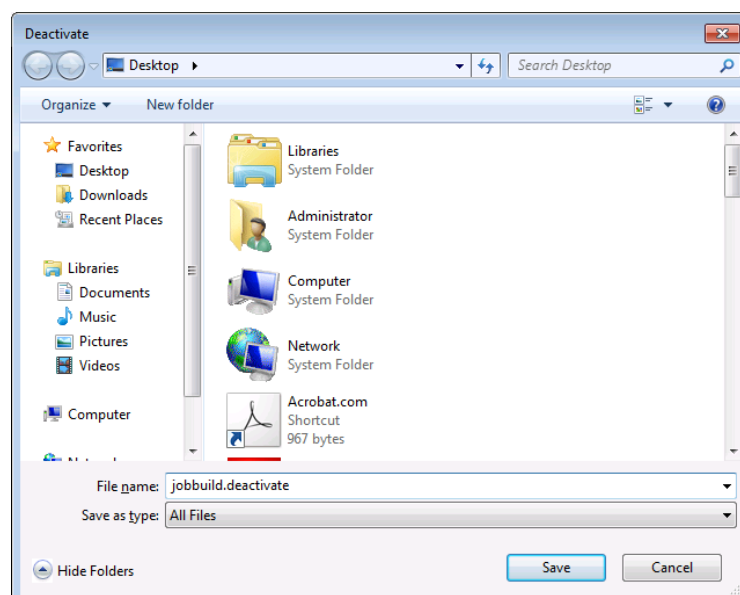 Deactivate
Desktop
Search Desktop
Organize
New folder
Favorites
Desktop
Downloads
Recent Places
Libraries
Documents
Music
Pictures
Videos
Computer
Libraries
System Folder
Administrator
System Folder
Computer
System Folder
Network
System Folder
Acrobat.com
Shortcut
967 bytes
File name: jobbuild.deactivate
Save as type: All Files
Hide Folders
Save
Cancel